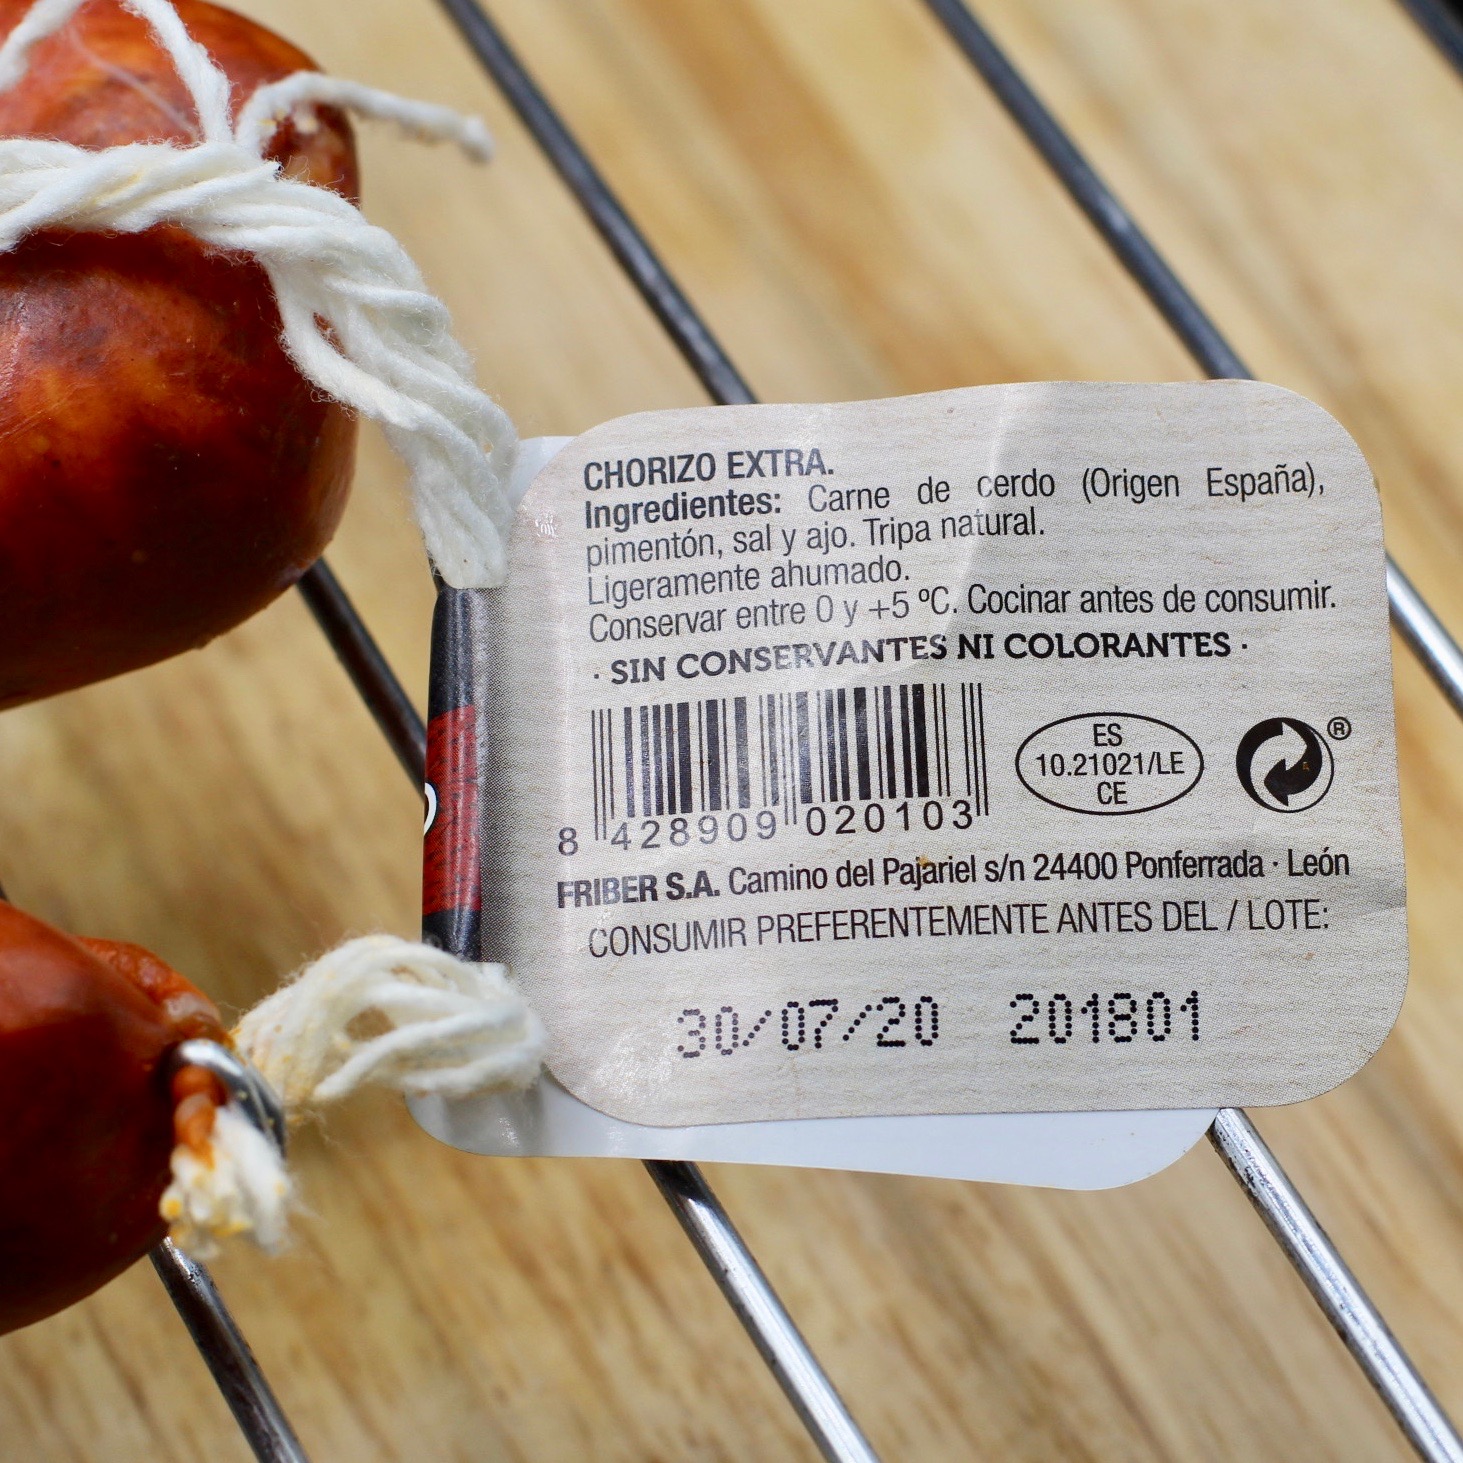 CHORIZO EXTRA.
Ingredientes: Carne de cerdo (Origen España),
pimentón, sal y ajo. Tripa natural.
Ligeramente ahumado.
Conservar entre 0 y +5 ºC. Cocinar antes de consumir.
· SIN CONSERVANTES NI COLORANTES ·
8 428909 020103
ES
10.21021/LE
CE
®
FRIBER S.A. Camino del Pajariel s/n 24400 Ponferrada · León
CONSUMIR PREFERENTEMENTE ANTES DEL / LOTE:
30/07/20 201801